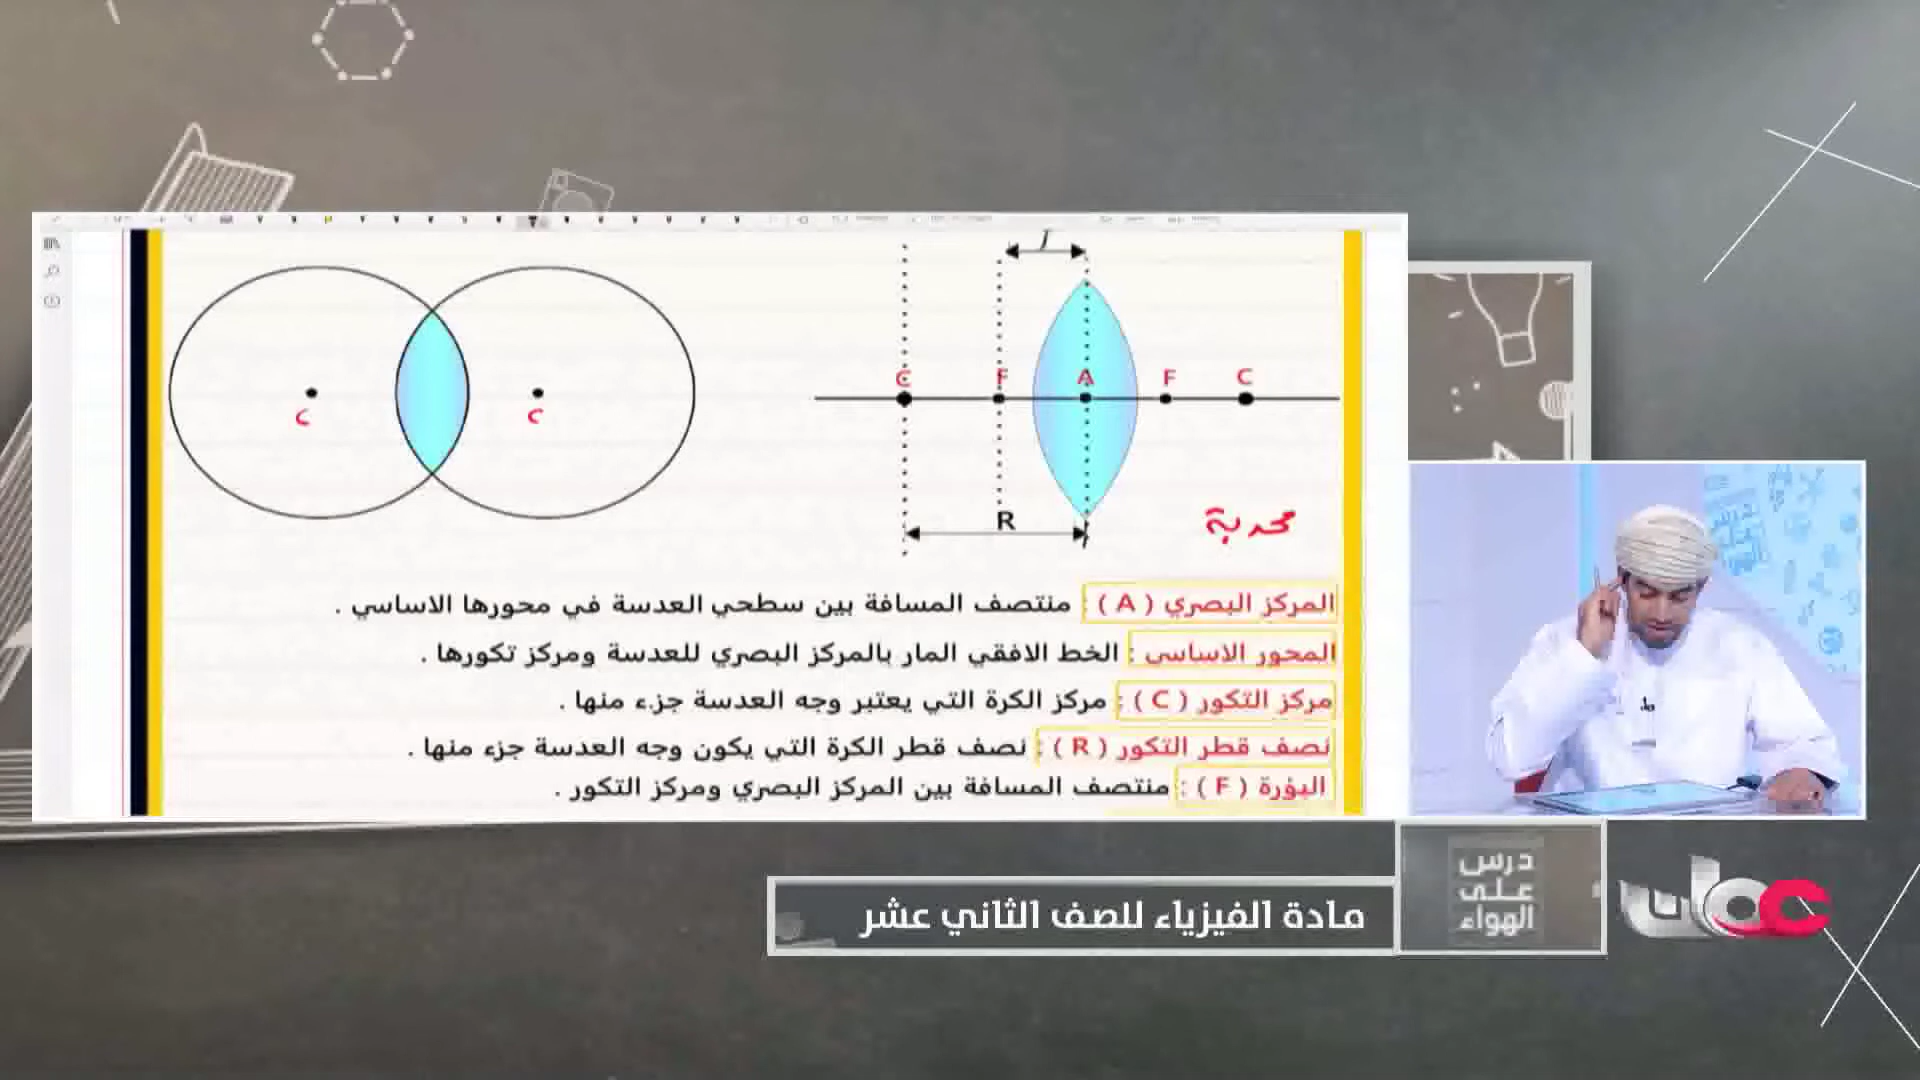 f
C F A F C
C C
R
محدبة
المركز البصري ( A ) : منتصف المسافة بين سطحي العدسة في محورها الاساسي .
المحور الاساسي : الخط الافقي المار بالمركز البصري للعدسة ومركز تكورها .
مركز التكور ( C ) : مركز الكرة التي يعتبر وجه العدسة جزء منها .
نصف قطر التكور ( R ) : نصف قطر الكرة التي يكون وجه العدسة جزء منها .
البؤرة ( F ) : منتصف المسافة بين المركز البصري ومركز التكور .
درس
على
الهواء
مادة الفيزياء للصف الثاني عشر
عمان